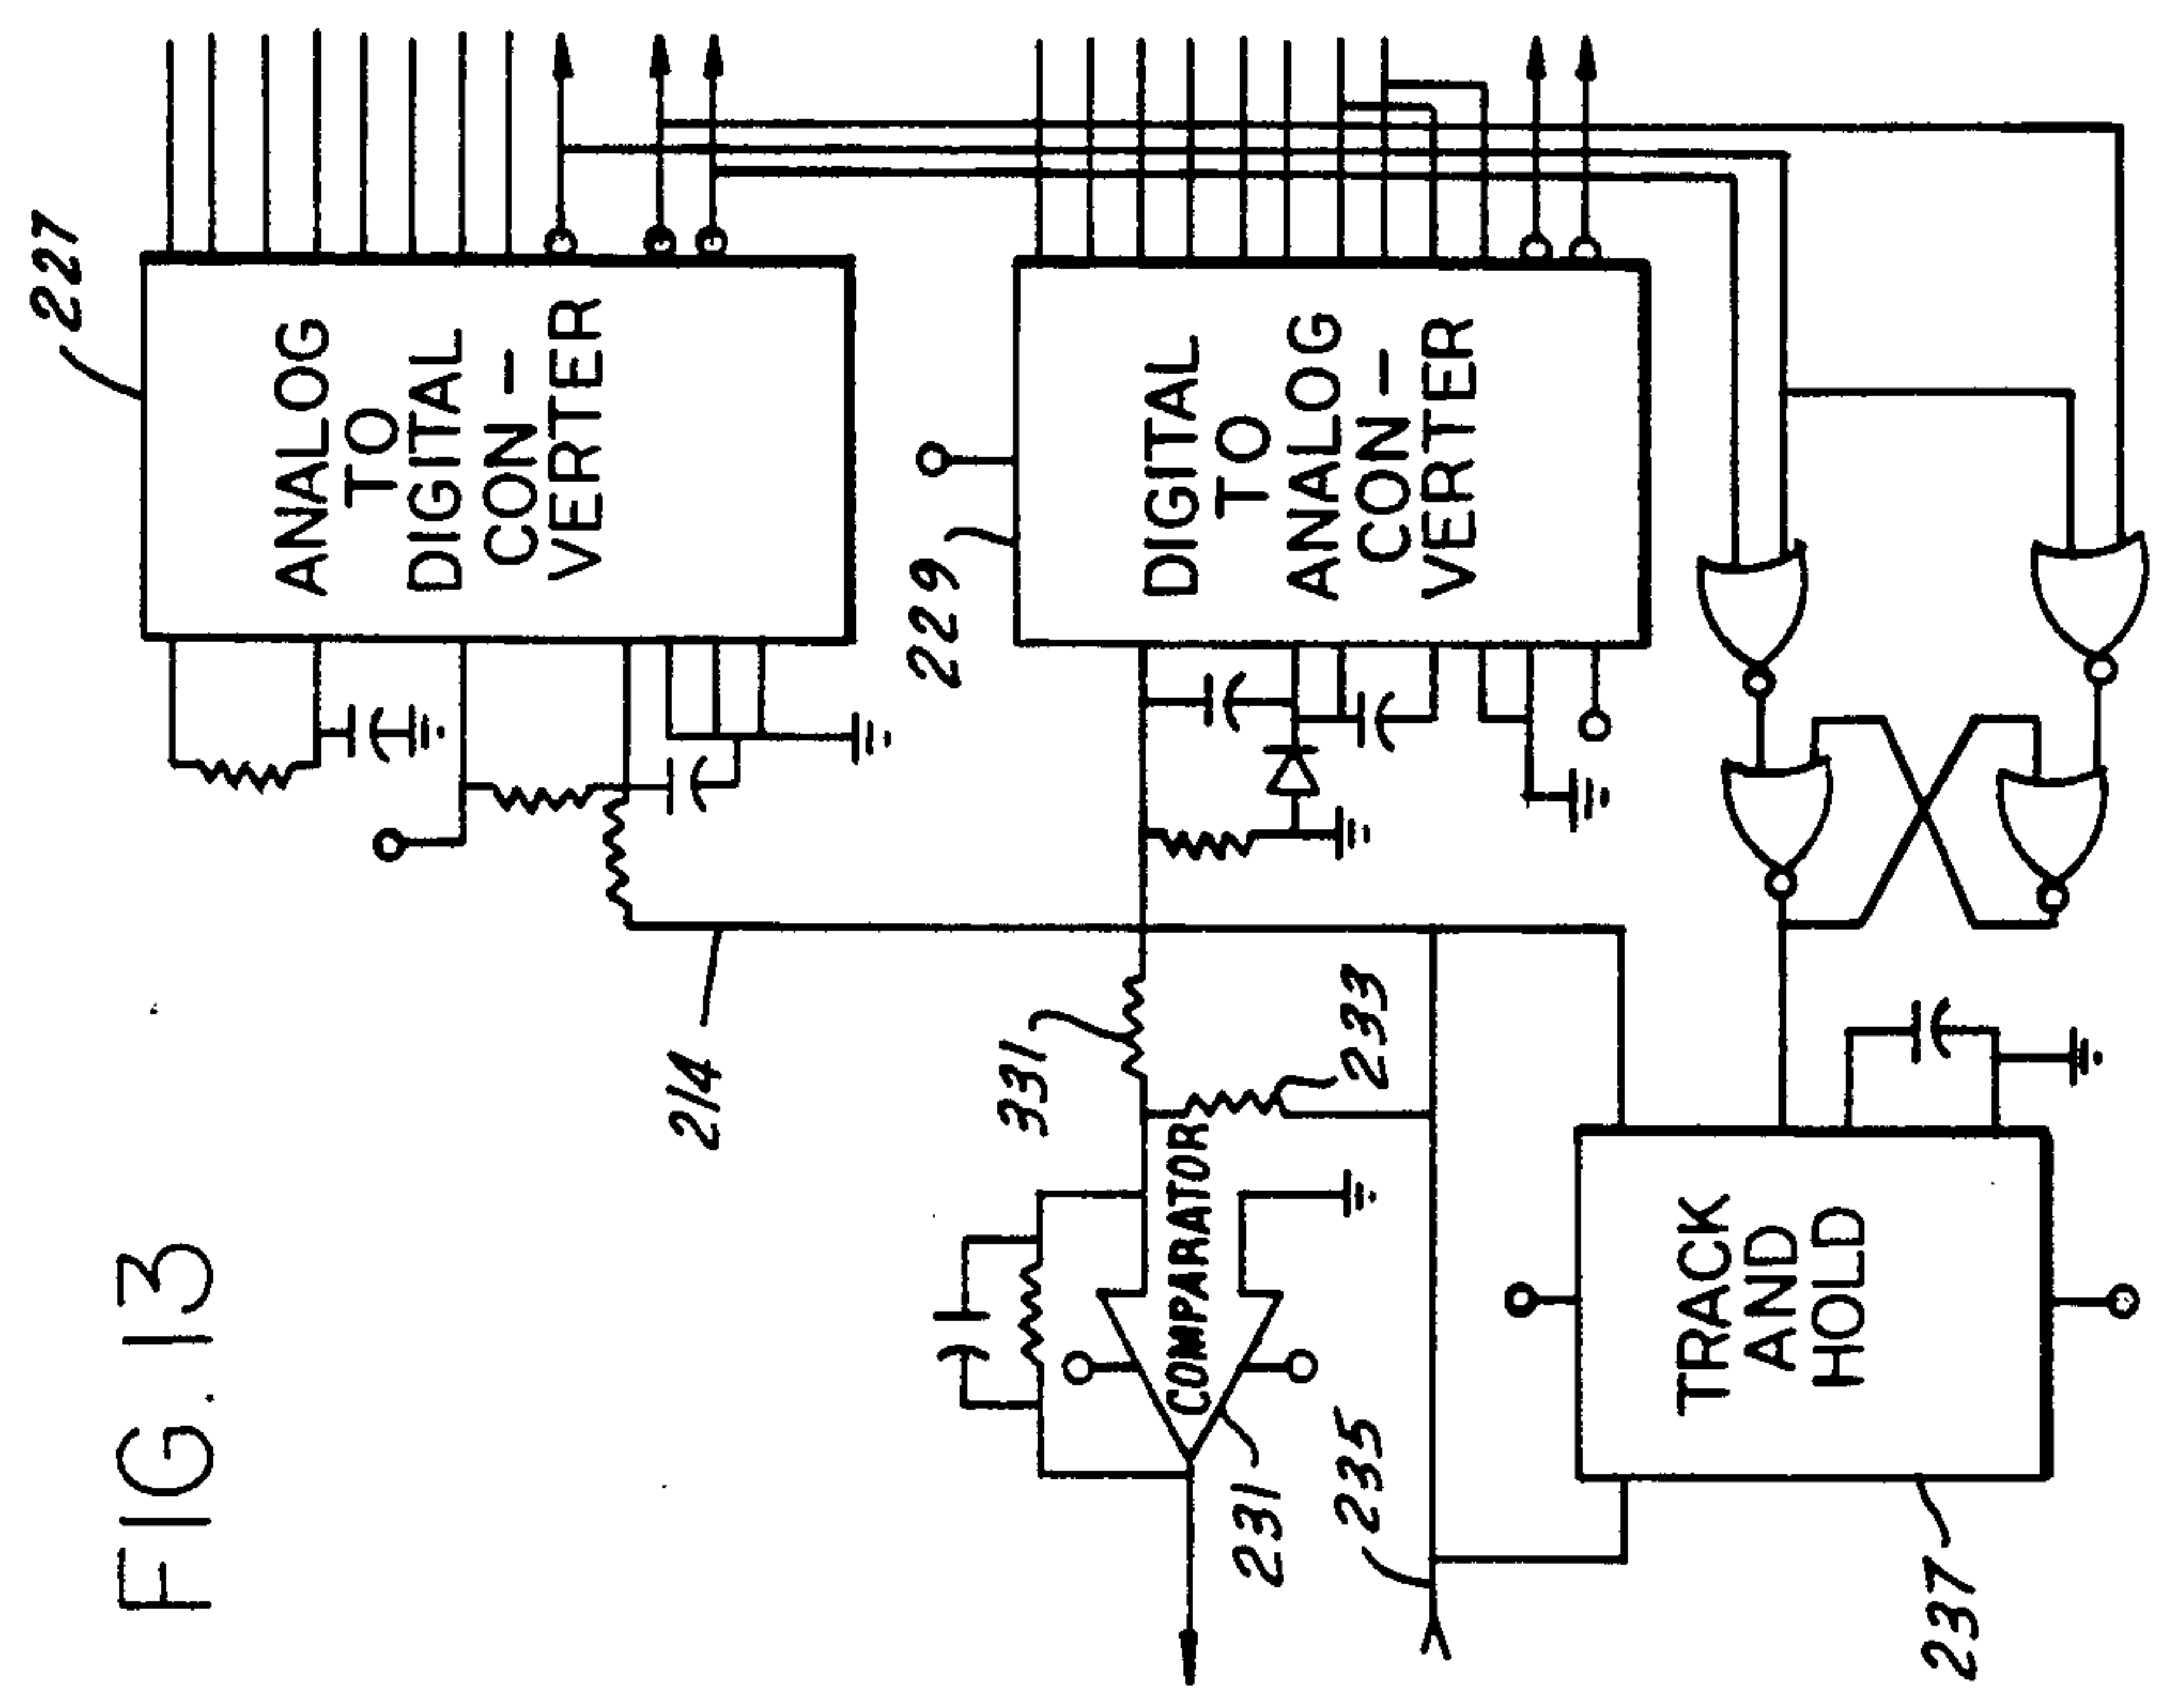 FIG. 13
227
ANALOG
TO
DIGITAL
CON-
VERTER
229
DIGITAL
TO
ANALOG
CON-
VERTER
214
331
233
COMPARATOR
231
235
TRACK
AND
HOLD
237